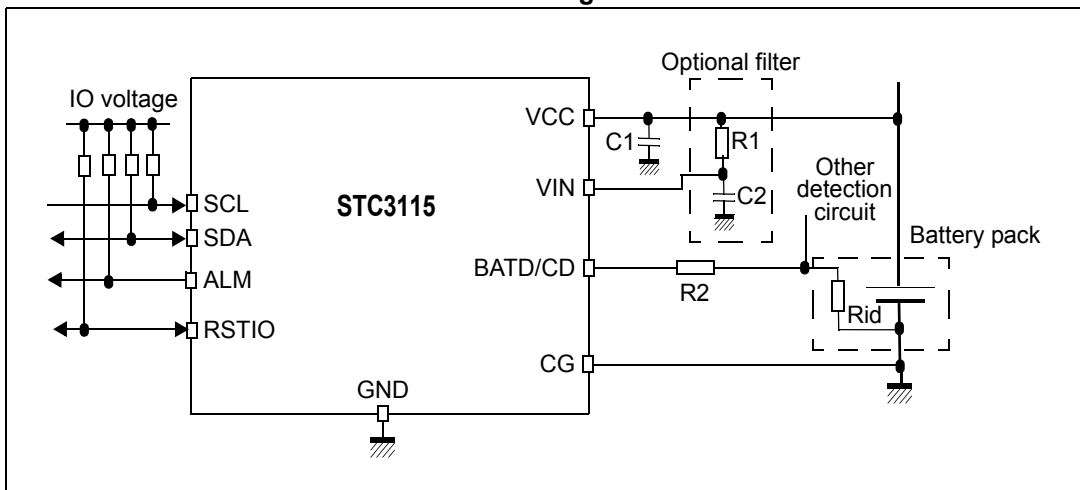 IO voltage
SCL
SDA
ALM
RSTIO
STC3115
GND
VCC
VIN
BATD/CD
CG
Optional filter
C1
R1
C2
R2
Other
detection
circuit
Battery pack
Rid